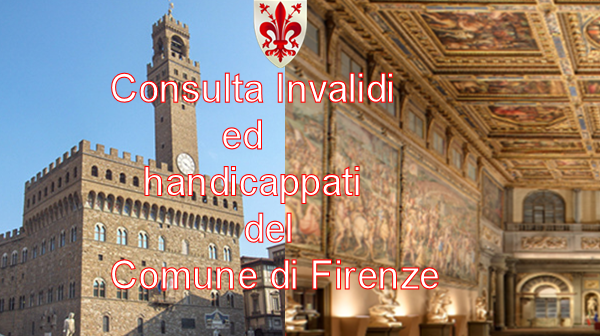 Consulta Invalidi
ed
handicappati
del
Comune di Firenze